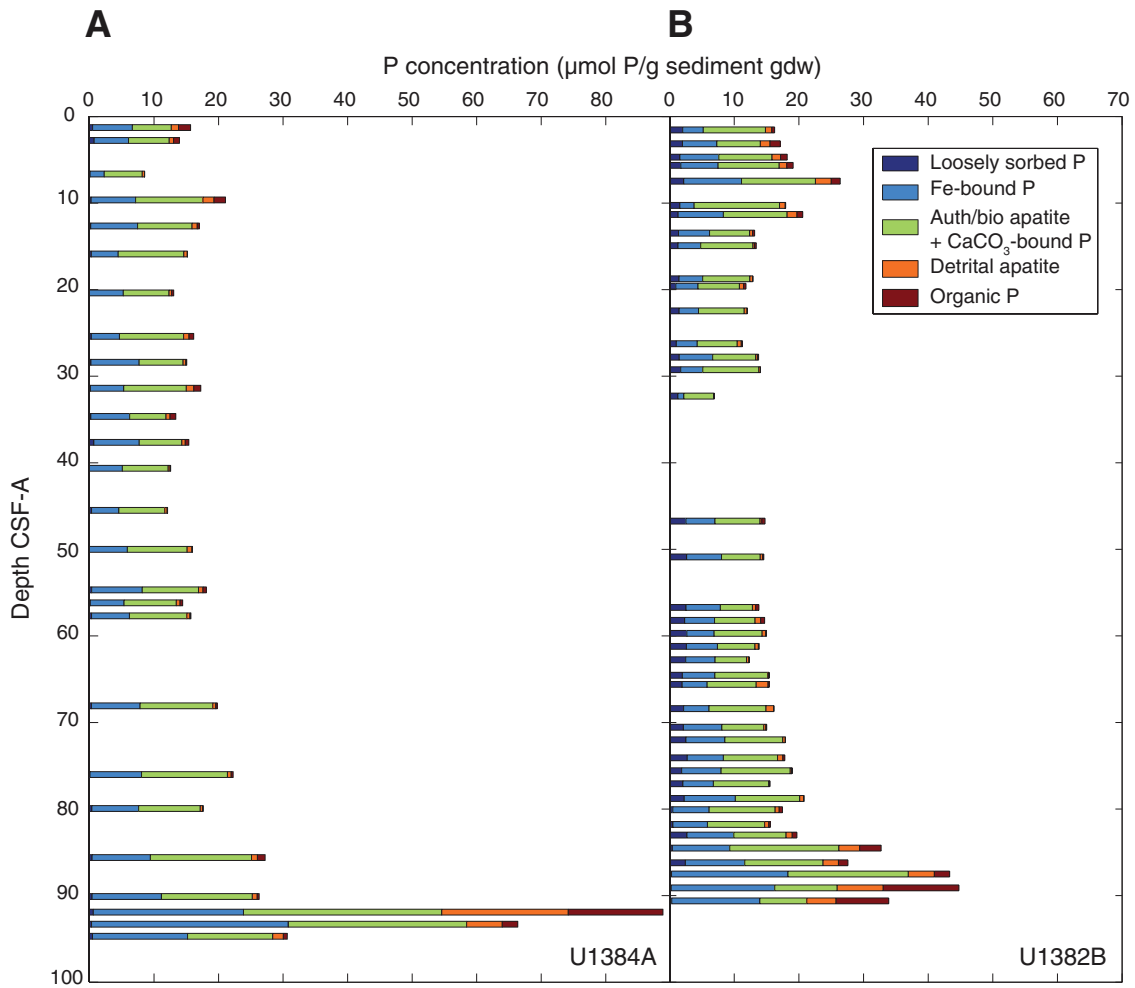 A
B
P concentration (µmol P/g sediment gdw)
0 10 20 30 40 50 60 70 80
0 10 20 30 40 50 60 70
0
10
20
30
40
50
60
70
80
90
100
Depth CSF-A
Loosely sorbed P
Fe-bound P
Auth/bio apatite
+ CaCO₃-bound P
Detrital apatite
Organic P
U1384A
U1382B